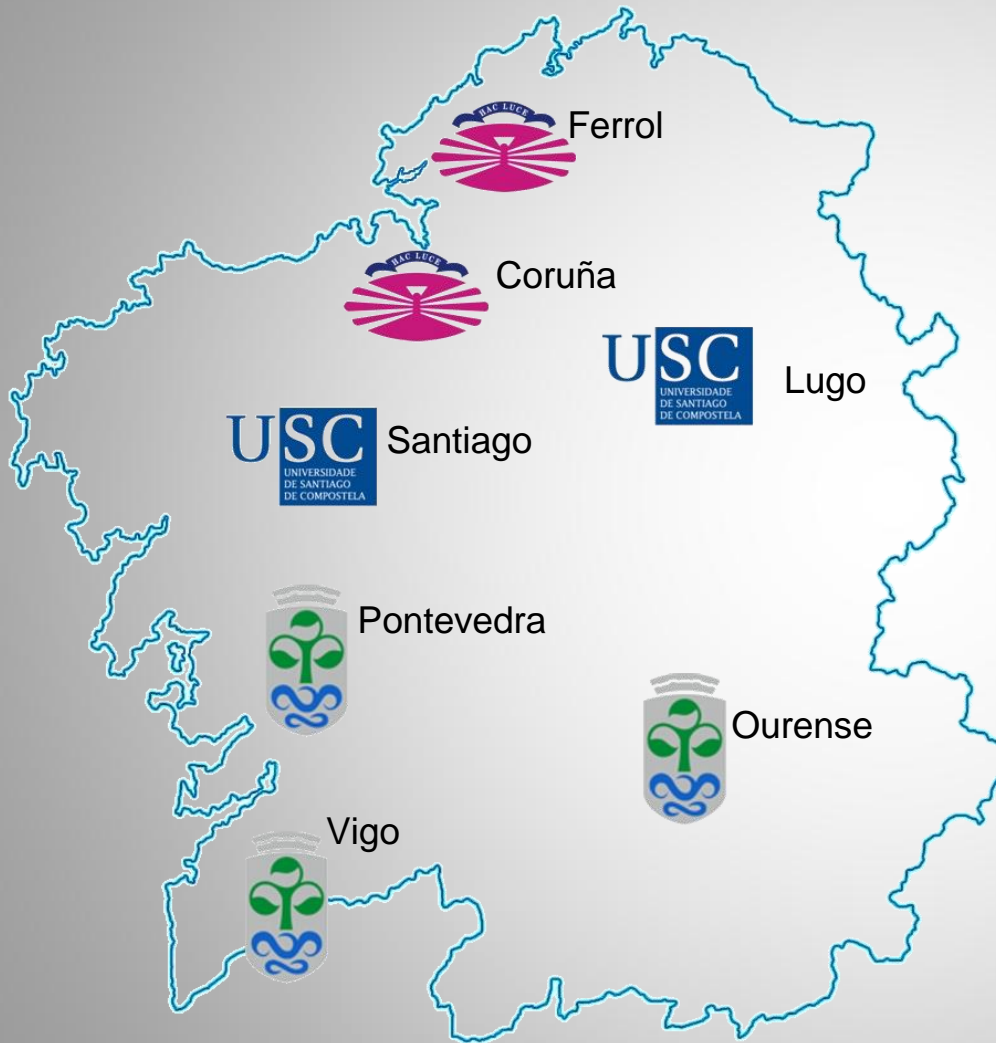 HAC LUCE
Ferrol
HAC LUCE
Coruña
USC
UNIVERSIDADE
DE SANTIAGO
DE COMPOSTELA
Lugo
USC
UNIVERSIDADE
DE SANTIAGO
DE COMPOSTELA
Santiago
Pontevedra
Ourense
Vigo